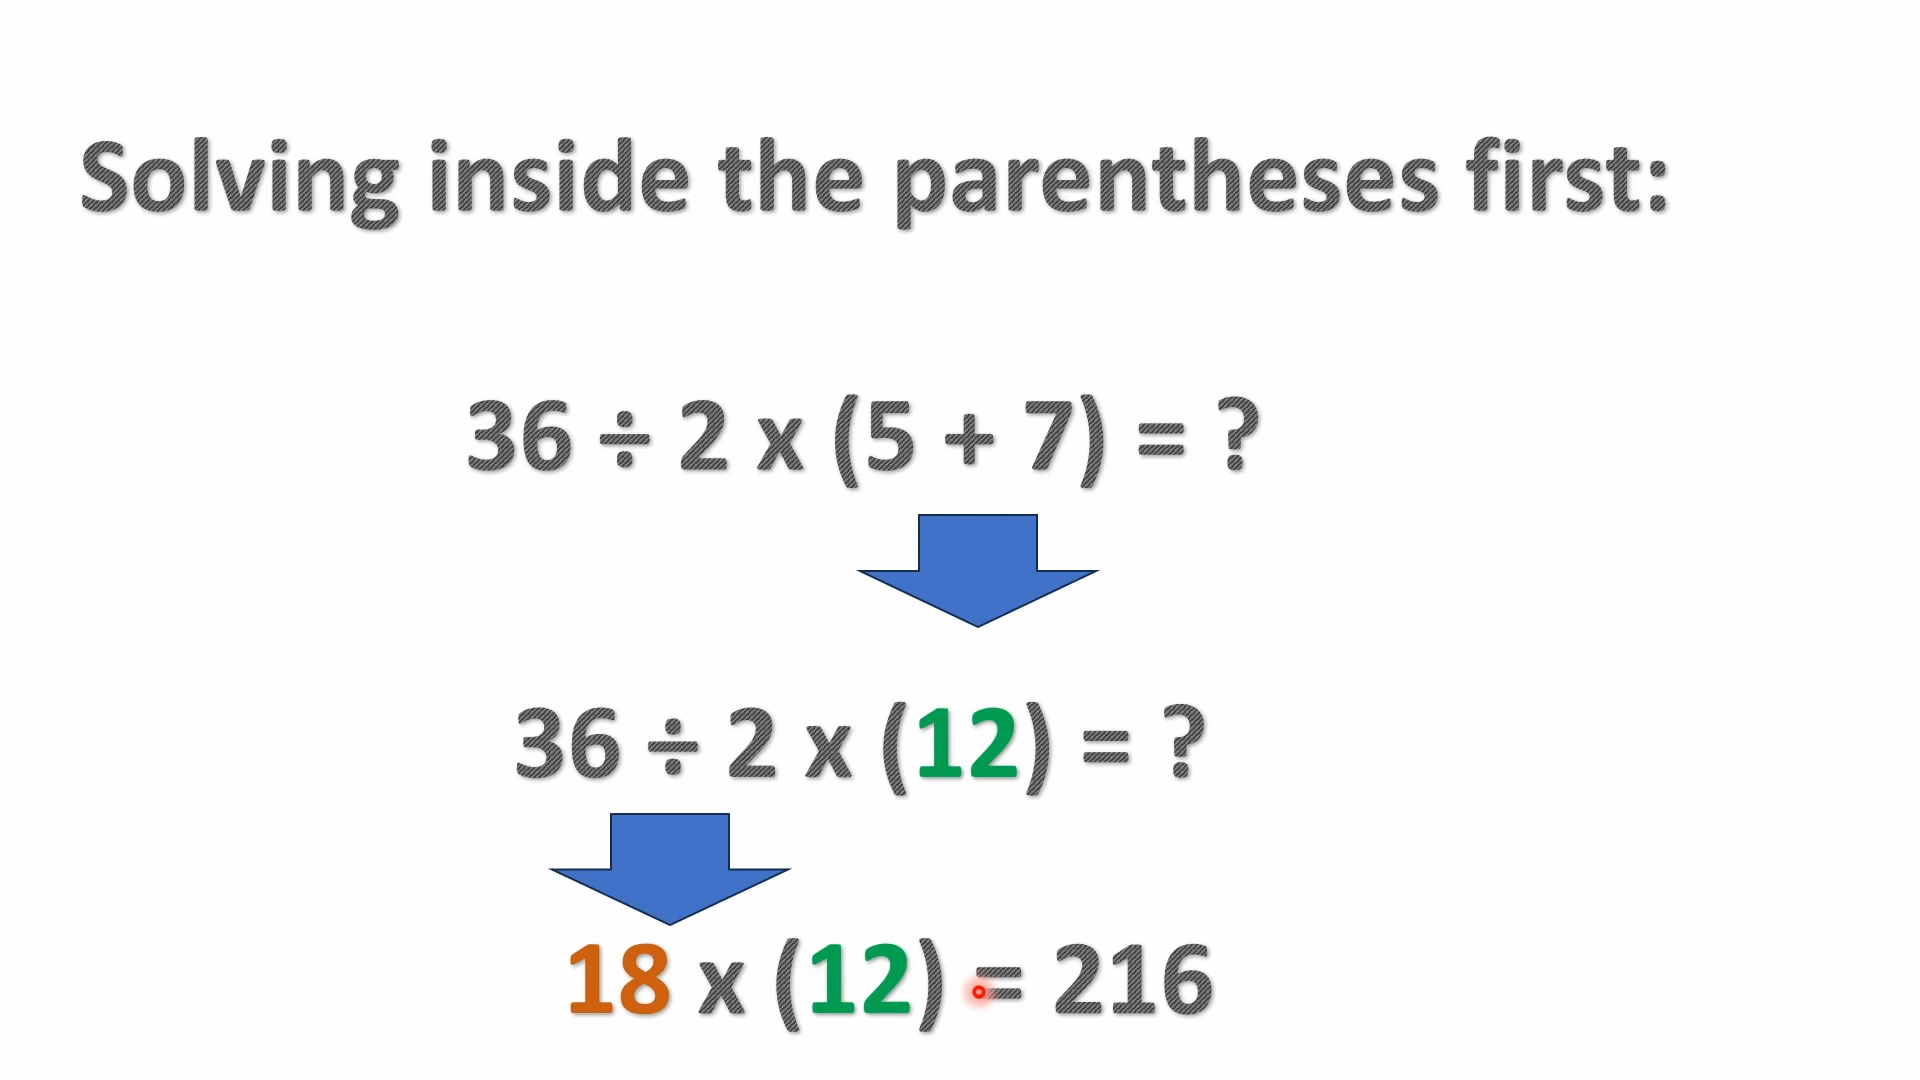 Solving inside the parentheses first:
36 ÷ 2 x (5 + 7) = ?
36 ÷ 2 x (12) = ?
18 x (12) = 216